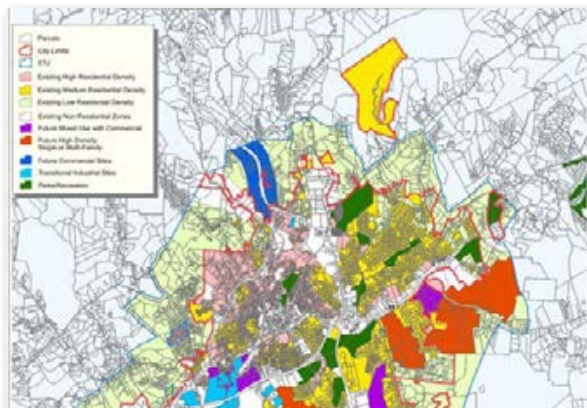 Parcels
City Limits
ETJ
Existing High Residential Density
Existing Medium Residential Density
Existing Low Residential Density
Existing Non-Residential Zones
Future Mixed Use with Commercial
Future High Density
Single or Multi-Family
Future Commercial Sites
Transitional Industrial Sites
Parks/Recreation